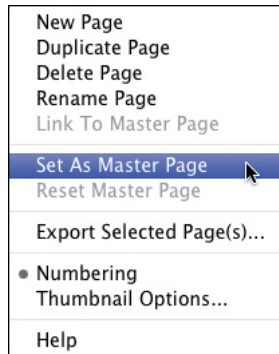 New Page
Duplicate Page
Delete Page
Rename Page
Link To Master Page
Set As Master Page
Reset Master Page
Export Selected Page(s)...
Numbering
Thumbnail Options...
Help